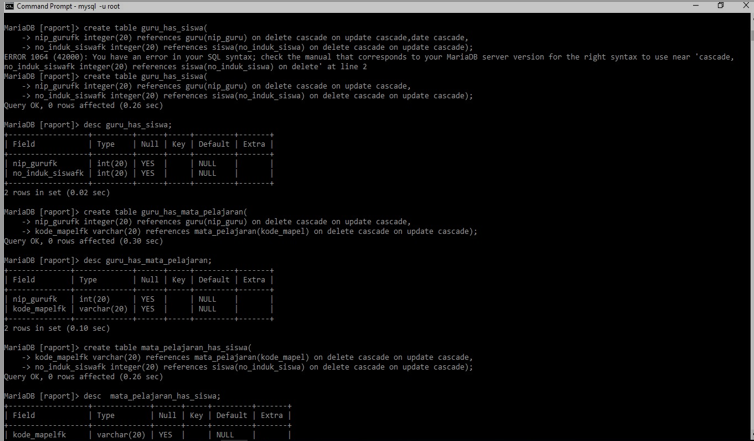 Command Prompt - mysql -u root
MariaDB [raport]> create table guru_has_siswa(
    -> nip_gurufk integer(20) references guru(nip_guru) on delete cascade on update cascade,date cascade,
    -> no_induk_siswafk integer(20) references siswa(no_induk_siswa) on delete cascade on update cascade);
ERROR 1064 (42000): You have an error in your SQL syntax; check the manual that corresponds to your MariaDB server version for the right syntax to use near 'cascade,
no_induk_siswafk integer(20) references siswa(no_induk_siswa) on delete' at line 2
MariaDB [raport]> create table guru_has_siswa(
    -> nip_gurufk integer(20) references guru(nip_guru) on delete cascade on update cascade,
    -> no_induk_siswafk integer(20) references siswa(no_induk_siswa) on delete cascade on update cascade);
Query OK, 0 rows affected (0.26 sec)
MariaDB [raport]> desc guru_has_siswa;
+------------------+---------+------+-----+---------+-------+
| Field            | Type    | Null | Key | Default | Extra |
+------------------+---------+------+-----+---------+-------+
| nip_gurufk       | int(20) | YES  |     | NULL    |       |
| no_induk_siswafk | int(20) | YES  |     | NULL    |       |
+------------------+---------+------+-----+---------+-------+
2 rows in set (0.02 sec)
MariaDB [raport]> create table guru_has_mata_pelajaran(
    -> nip_gurufk integer(20) references guru(nip_guru) on delete cascade on update cascade,
    -> kode_mapelfk varchar(20) references mata_pelajaran(kode_mapel) on delete cascade on update cascade);
Query OK, 0 rows affected (0.30 sec)
MariaDB [raport]> desc guru_has_mata_pelajaran;
+--------------+-------------+------+-----+---------+-------+
| Field        | Type        | Null | Key | Default | Extra |
+--------------+-------------+------+-----+---------+-------+
| nip_gurufk   | int(20)     | YES  |     | NULL    |       |
| kode_mapelfk | varchar(20) | YES  |     | NULL    |       |
+--------------+-------------+------+-----+---------+-------+
2 rows in set (0.10 sec)
MariaDB [raport]> create table mata_pelajaran_has_siswa(
    -> kode_mapelfk varchar(20) references mata_pelajaran(kode_mapel) on delete cascade on update cascade,
    -> no_induk_siswafk integer(20) references siswa(no_induk_siswa) on delete cascade on update cascade);
Query OK, 0 rows affected (0.26 sec)
MariaDB [raport]> desc  mata_pelajaran_has_siswa;
+------------------+-------------+------+-----+---------+-------+
| Field            | Type        | Null | Key | Default | Extra |
+------------------+-------------+------+-----+---------+-------+
| kode_mapelfk     | varchar(20) | YES  |     | NULL    |       |